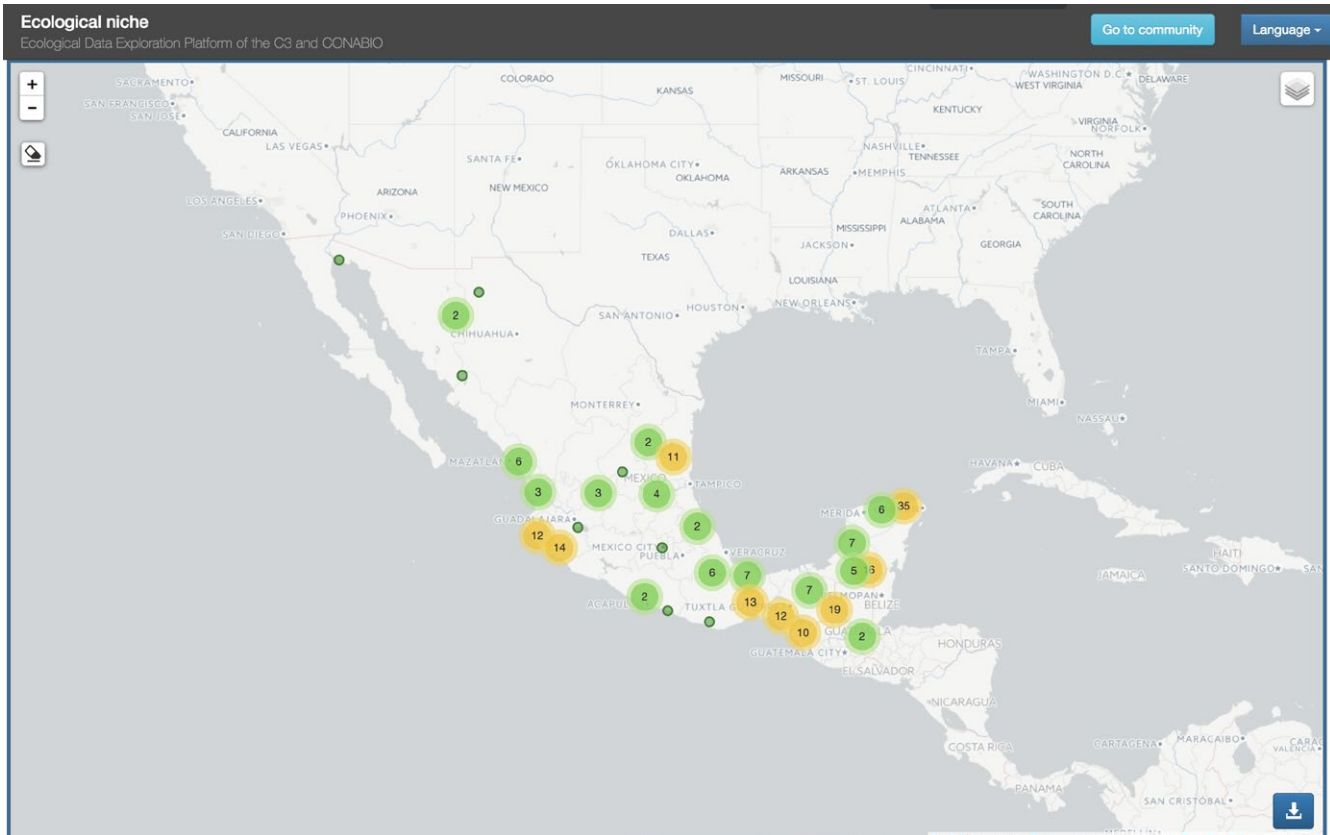 Ecological niche
Ecological Data Exploration Platform of the C3 and CONABIO
Go to community
Language
+
−
SACRAMENTO
COLORADO
KANSAS
MISSOURI
ST. LOUIS
CINCINNATI
WASHINGTON D.C.
WEST VIRGINIA
DELAWARE
SAN FRANCISCO
SAN JOSE
KENTUCKY
VIRGINIA
NORFOLK
CALIFORNIA
LAS VEGAS
SANTA FE
OKLAHOMA CITY
OKLAHOMA
NASHVILLE
TENNESSEE
NORTH
CAROLINA
ARKANSAS
MEMPHIS
ARIZONA
NEW MEXICO
LOS ANGELES
PHOENIX
ATLANTA
SOUTH
CAROLINA
ALABAMA
MISSISSIPPI
SAN DIEGO
DALLAS
JACKSON
GEORGIA
TEXAS
LOUISIANA
HOUSTON
NEW ORLEANS
SAN ANTONIO
2
CHIHUAHUA
TAMPA
MIAMI
MONTERREY
NASSAU
2
11
MAZATLAN
6
HAVANA
CUBA
MEXICO
TAMPICO
3
3
4
MERIDA
6
35
GUADALAJARA
2
12
14
MEXICO CITY
PUEBLA
VERACRUZ
7
HAITI
SANTO DOMINGO
SAN
6
7
5
JAMAICA
7
BELIZE
2
TUXTLA
13
19
12
10
2
GUATEMALA CITY
HONDURAS
EL SALVADOR
NICARAGUA
COSTA RICA
CARTAGENA
MARACAIBO
VALENCIA
PANAMA
SAN CRISTÓBAL